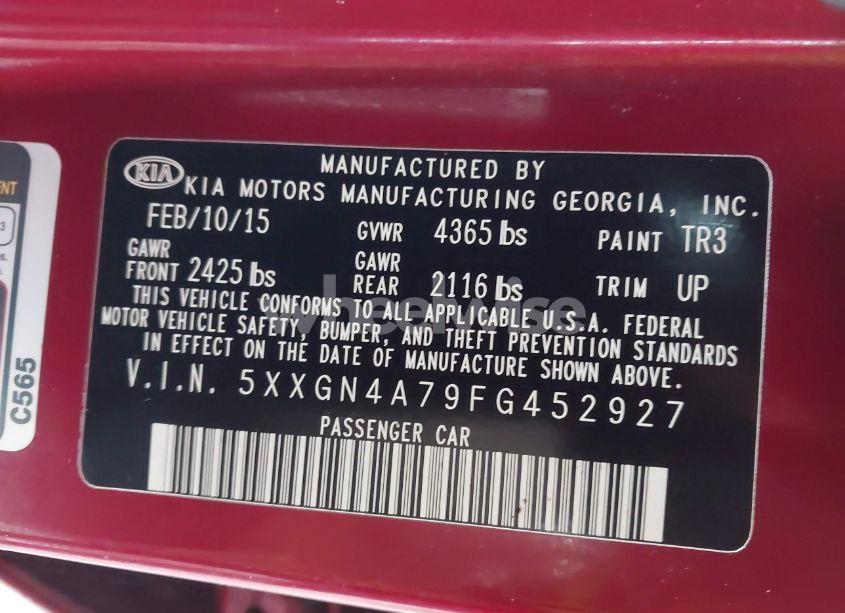 MANUFACTURED BY
KIA KIA MOTORS MANUFACTURING GEORGIA, INC.
FEB/10/15 GVWR 4365 lbs PAINT TR3
GAWR FRONT 2425 lbs GAWR REAR 2116 lbs TRIM UP
THIS VEHICLE CONFORMS TO ALL APPLICABLE U.S.A. FEDERAL
MOTOR VEHICLE SAFETY, BUMPER, AND THEFT PREVENTION STANDARDS
IN EFFECT ON THE DATE OF MANUFACTURE SHOWN ABOVE.
V.I.N. 5XXGN4A79FG452927
PASSENGER CAR
C565
wheelwise